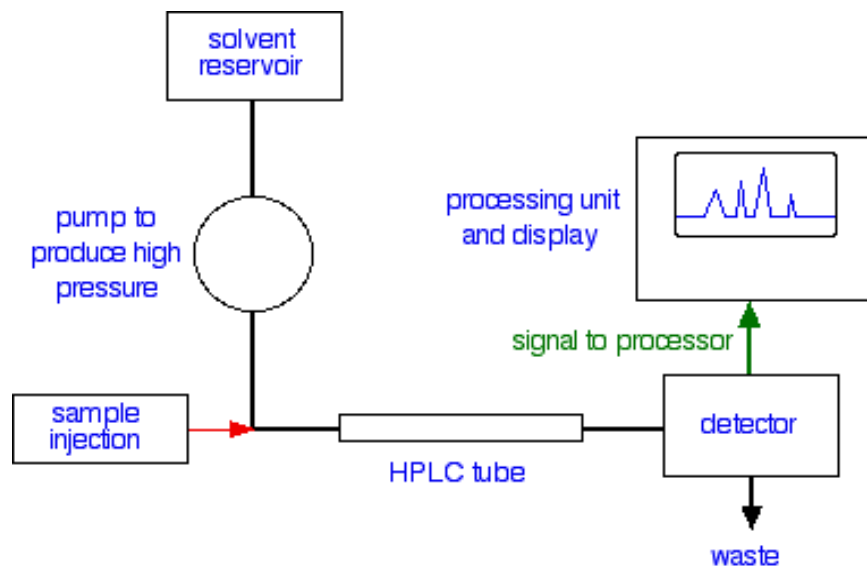 solvent
reservoir
pump to
produce high
pressure
processing unit
and display
signal to processor
sample
injection
HPLC tube
detector
waste